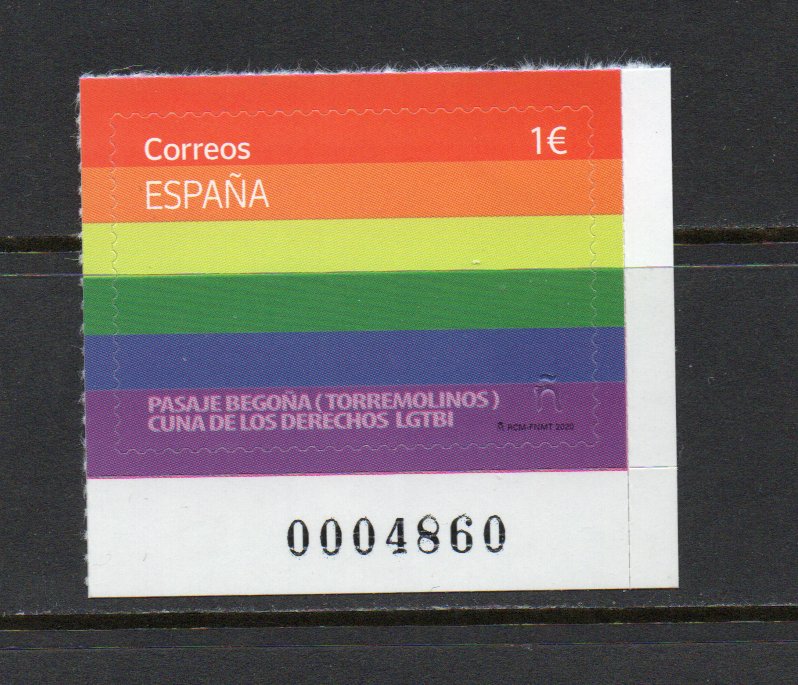 Correos 1€
ESPAÑA
PASAJE BEGOÑA (TORREMOLINOS)
CUNA DE LOS DERECHOS LGTBI
Ñ
Ñ RCM-FNMT 2020
0004860